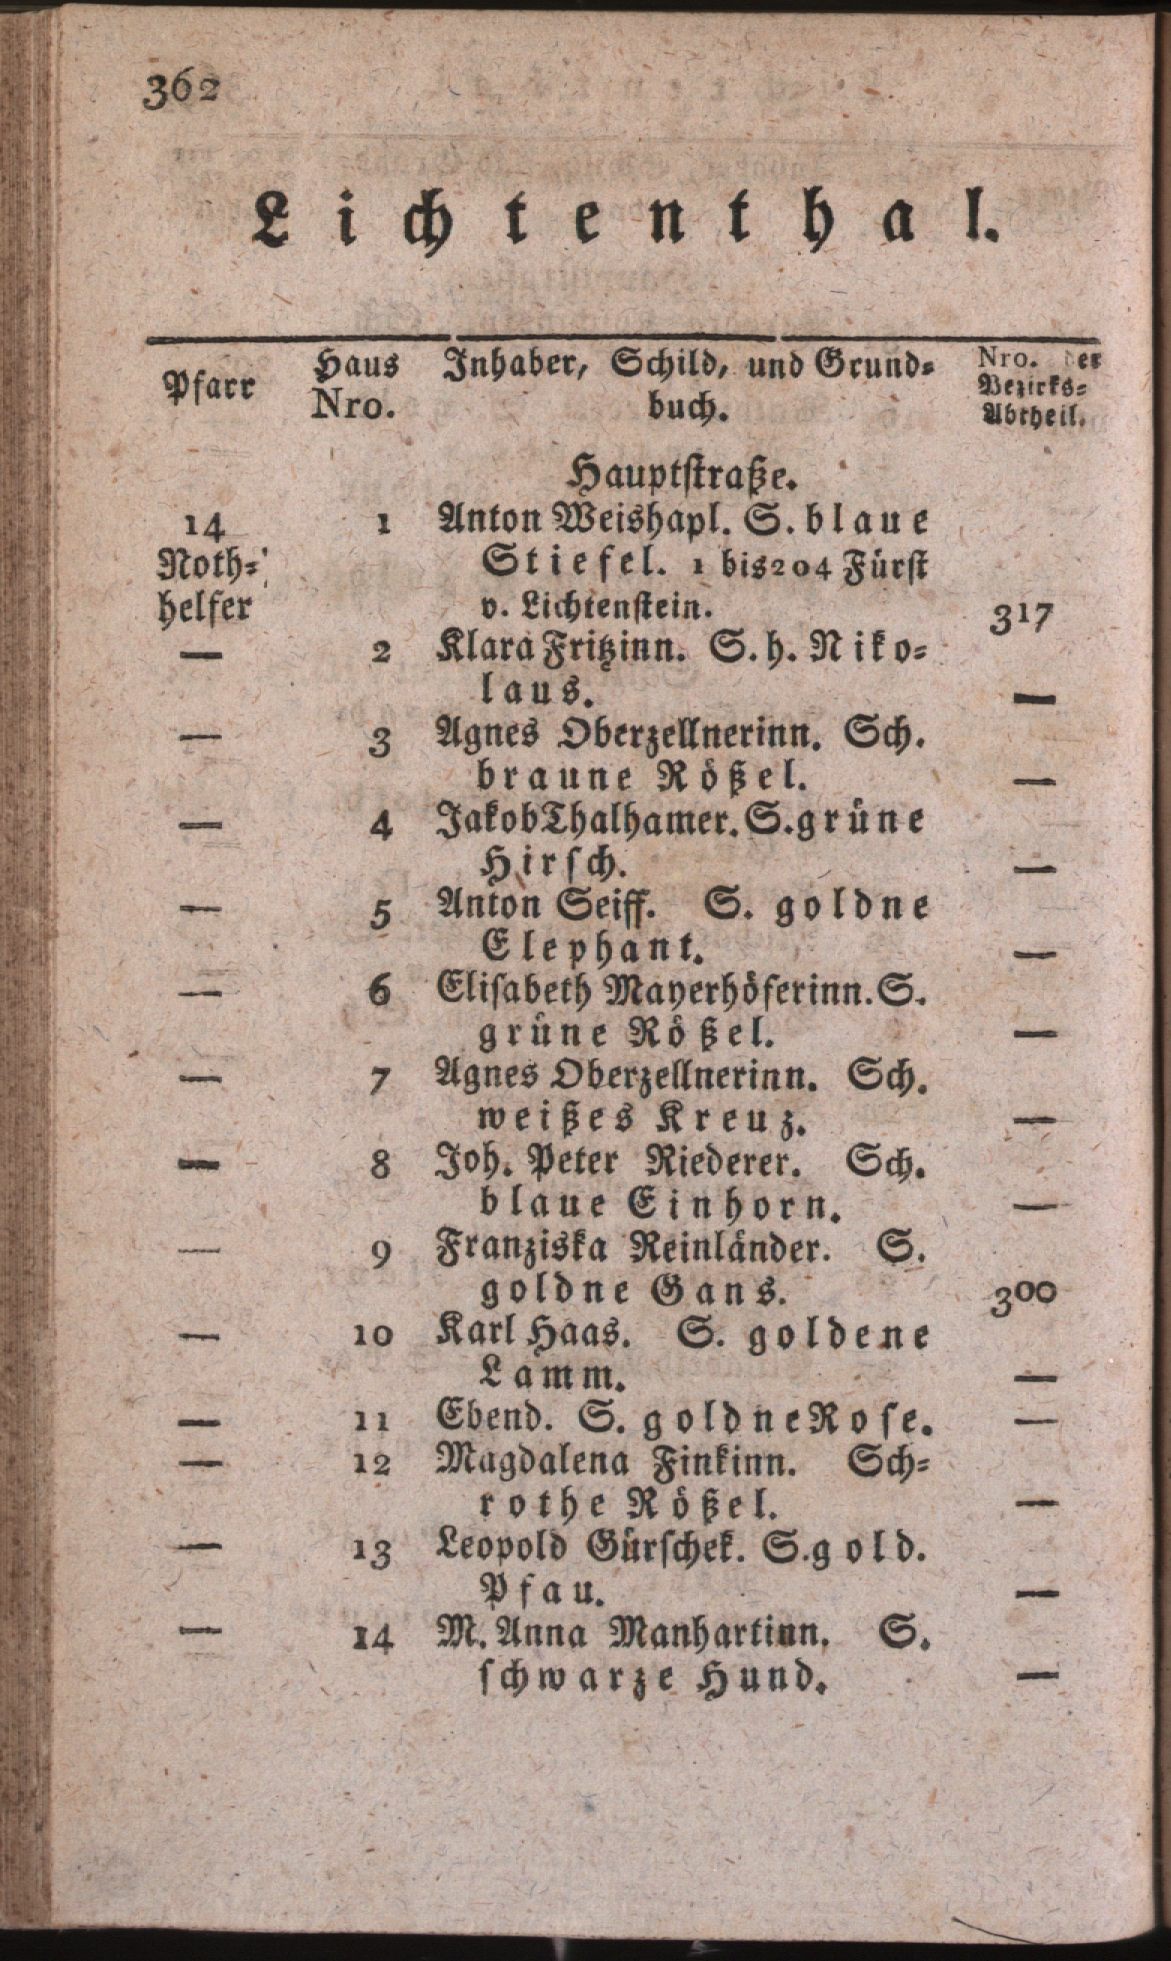 362
Lichtenthal.
Pfarr Haus Nro. Inhaber, Schild, und Grund= buch. Nro. der Bezirks= Abtheil.
Hauptstraße.
14 1 Anton Weishapl. S. blaue
Noth= Stiefel. 1 bis 204 Fürst
helfer v. Lichtenstein. 317
— 2 Klara Fritzinn. S. h. Niko=
laus. —
— 3 Agnes Oberzellnerinn. Sch.
braune Rößel. —
— 4 Jakob Thalhamer. S. grüne
Hirsch. —
— 5 Anton Seiff. S. goldne
Elephant. —
— 6 Elisabeth Mayerhöferinn. S.
grüne Rößel. —
— 7 Agnes Oberzellnerinn. Sch.
weißes Kreuz. —
— 8 Joh. Peter Riederer. Sch.
blaue Einhorn. —
— 9 Franziska Reinländer. S.
goldne Gans. 300
— 10 Karl Haas. S. goldene
Lamm. —
— 11 Ebend. S. goldne Rose. —
— 12 Magdalena Finkinn. Sch=
rothe Rößel. —
— 13 Leopold Gürschek. S. gold.
Pfau. —
— 14 M. Anna Manhartinn. S.
schwarze Hund. —